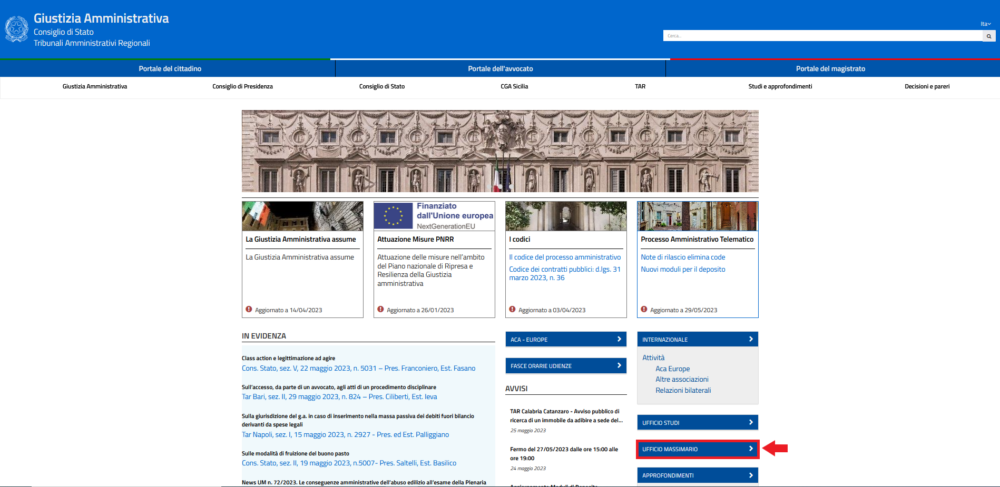 Giustizia Amministrativa
Consiglio di Stato
Tribunali Amministrativi Regionali
Ita
Cerca...
Portale del cittadino
Portale dell'avvocato
Portale del magistrato
Giustizia Amministrativa
Consiglio di Presidenza
Consiglio di Stato
CGA Sicilia
TAR
Studi e approfondimenti
Decisioni e pareri
La Giustizia Amministrativa assume
La Giustizia Amministrativa assume
Aggiornato a 14/04/2023
Finanziato
dall'Unione europea
NextGenerationEU
Attuazione Misure PNRR
Attuazione delle misure nell'ambito
del Piano nazionale di Ripresa e
Resilienza della Giustizia
amministrativa
Aggiornato a 26/01/2023
I codici
Il codice del processo amministrativo
Codice dei contratti pubblici: d.lgs. 31
marzo 2023, n. 36
Aggiornato a 03/04/2023
Processo Amministrativo Telematico
Note di rilascio elimina code
Nuovi moduli per il deposito
Aggiornato a 29/05/2023
IN EVIDENZA
Class action e legittimazione ad agire
Cons. Stato, sez. V, 22 maggio 2023, n. 5031 – Pres. Franconiero, Est. Fasano
Sull'accesso, da parte di un avvocato, agli atti di un procedimento disciplinare
Tar Bari, sez. II, 29 maggio 2023, n. 824 – Pres. Ciliberti, Est. Ieva
Sulla giurisdizione del g.a. in caso di inserimento nella massa passiva dei debiti fuori bilancio
derivanti da spese legali
Tar Napoli, sez. I, 15 maggio 2023, n. 2927 - Pres. ed Est. Palliggiano
Sulle modalità di fruizione del buono pasto
Cons. Stato, sez. II, 19 maggio 2023, n.5007- Pres. Saltelli, Est. Basilico
News UM n. 72/2023. Le conseguenze amministrative dell'abuso edilizio all'esame della Plenaria
ACA - EUROPE
FASCE ORARIE UDIENZE
AVVISI
TAR Calabria Catanzaro - Avviso pubblico di
ricerca di un immobile da adibire a sede del...
25 maggio 2023
Fermo del 27/05/2023 dalle ore 15:00 alle
ore 19:00
24 maggio 2023
Aggiornamento Moduli di Deposito
INTERNAZIONALE
Attività
Aca Europe
Altre associazioni
Relazioni bilaterali
UFFICIO STUDI
UFFICIO MASSIMARIO
APPROFONDIMENTI